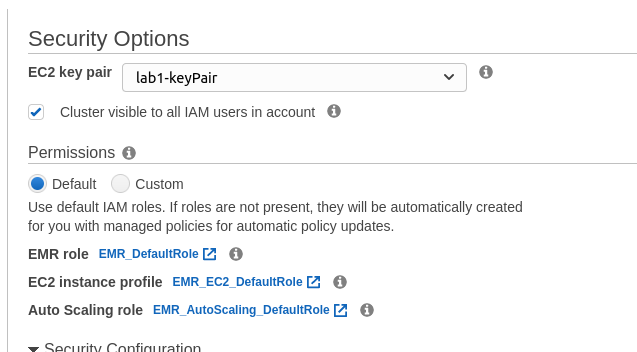 Security Options
EC2 key pair lab1-keyPair
Cluster visible to all IAM users in account
Permissions
Default Custom
Use default IAM roles. If roles are not present, they will be automatically created
for you with managed policies for automatic policy updates.
EMR role EMR_DefaultRole
EC2 instance profile EMR_EC2_DefaultRole
Auto Scaling role EMR_AutoScaling_DefaultRole
Security Configuration